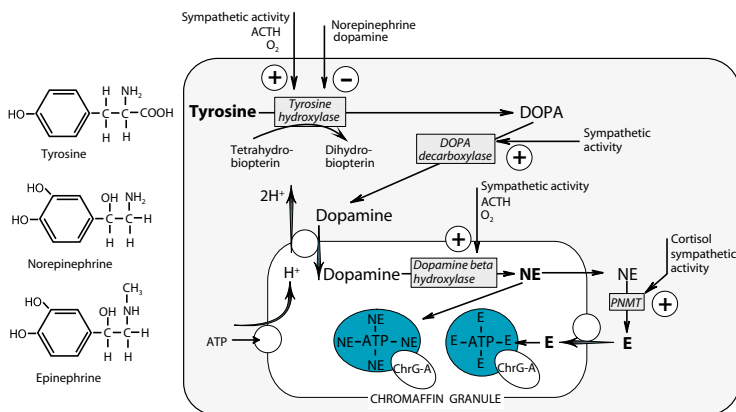 Sympathetic activity
ACTH
O2
Norepinephrine
dopamine
+
−
Tyrosine
Tyrosine
hydroxylase
DOPA
Tetrahydro-
biopterin
Dihydro-
biopterin
DOPA
decarboxylase
+
Sympathetic
activity
H NH2
HO C C COOH
H H
Tyrosine
HO
HO
OH NH2
C C H
H H
Norepinephrine
CH3
HO
HO
OH NH
C C H
H H
Epinephrine
2H+
Dopamine
Sympathetic activity
ACTH
O2
+
H+
Dopamine
Dopamine beta
hydroxylase
NE
NE
Cortisol
sympathetic
activity
PNMT
+
E
E
ATP
NE
NE–ATP–NE
NE
ChrG-A
E
E–ATP–E
E
ChrG-A
CHROMAFFIN GRANULE